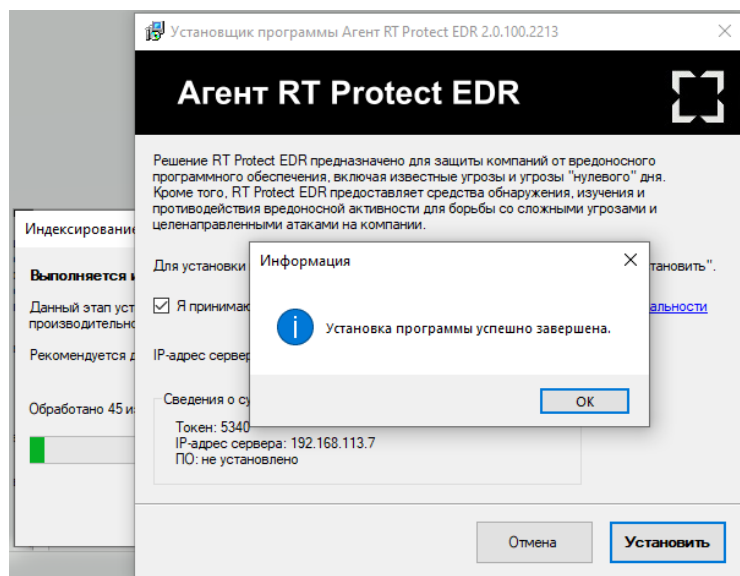 Установщик программы Агент RT Protect EDR 2.0.100.2213
Агент RT Protect EDR
Решение RT Protect EDR предназначено для защиты компаний от вредоносного
программного обеспечения, включая известные угрозы и угрозы "нулевого" дня.
Кроме того, RT Protect EDR предоставляет средства обнаружения, изучения и
противодействия вредоносной активности для борьбы со сложными угрозами и
целенаправленными атаками на компании.
Для установки
тановить".
Я принимаю
альности
IP-адрес сервер
Сведения о су
Токен: 5340
IP-адрес сервера: 192.168.113.7
ПО: не установлено
Отмена
Установить
Информация
Установка программы успешно завершена.
ОК
Индексирование
Выполняется и
Данный этап уст
производительно
Рекомендуется д
Обработано 45 из